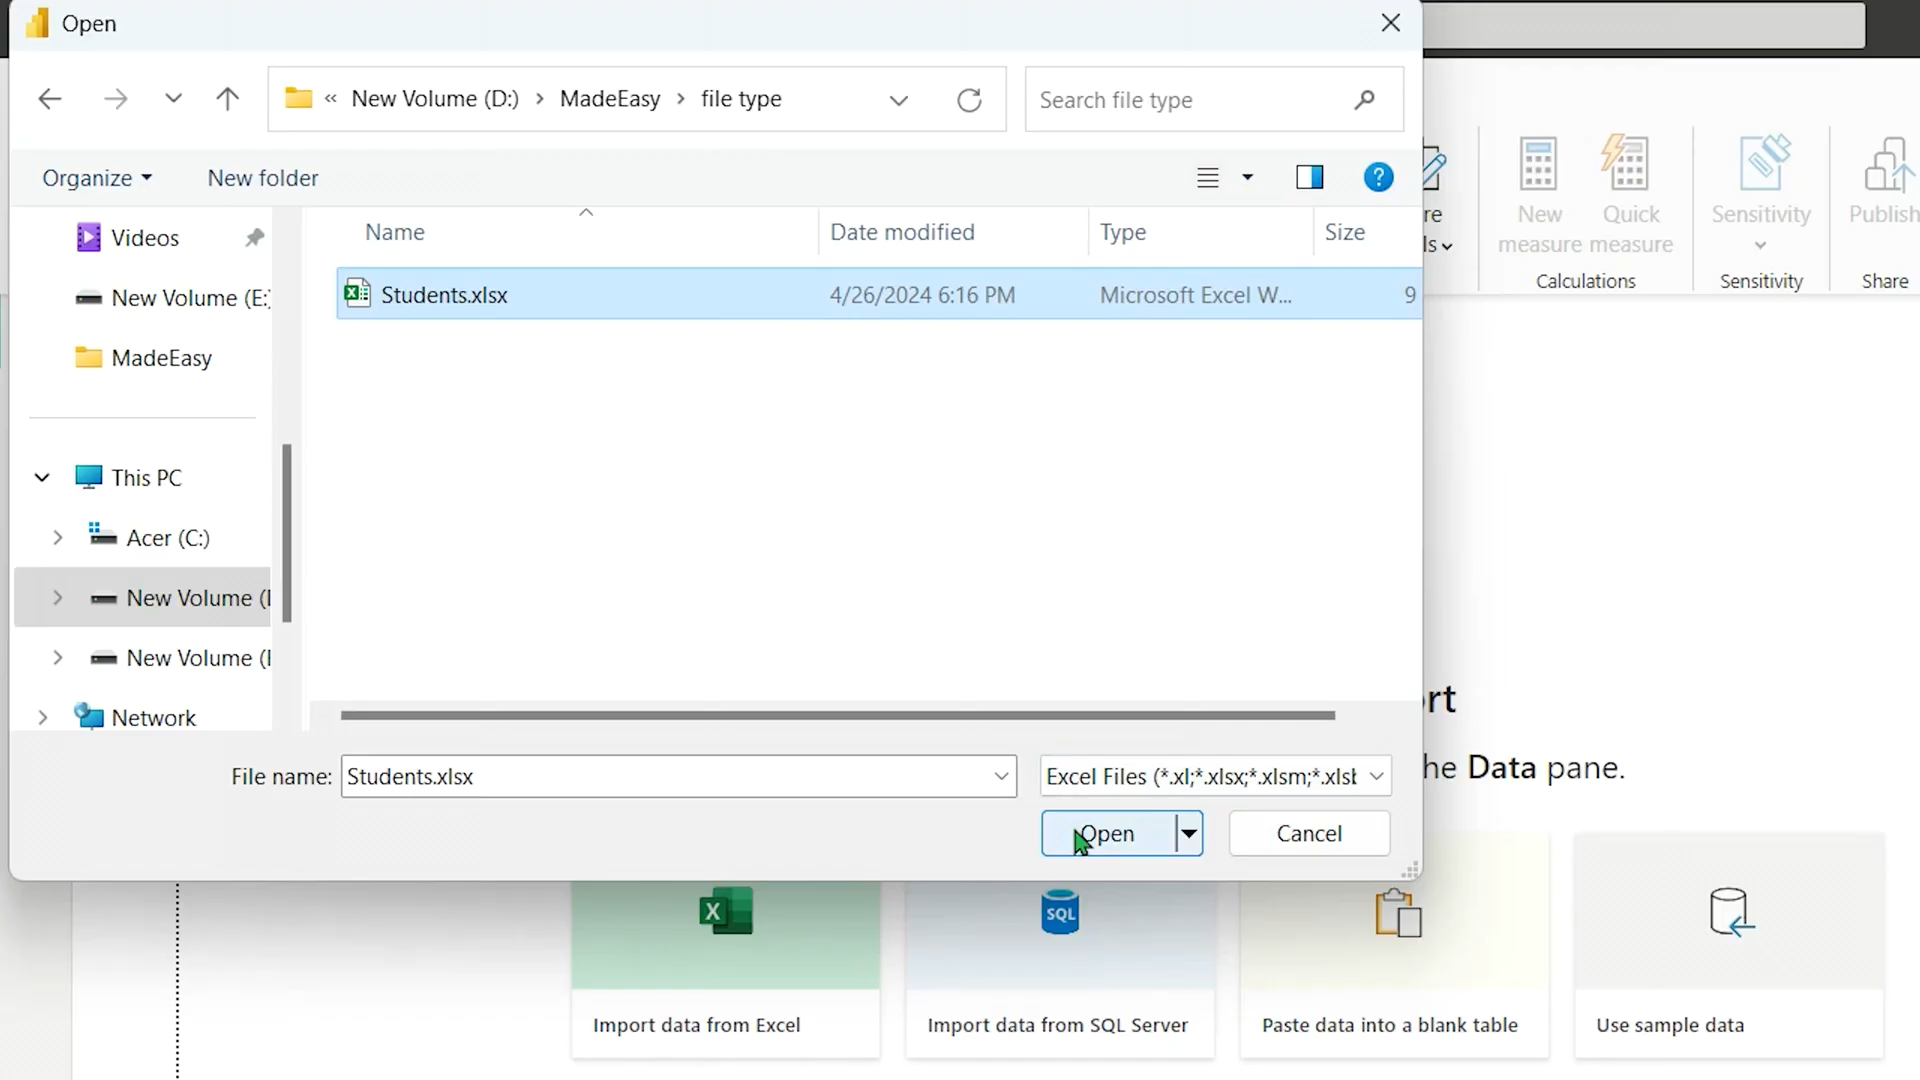 Open
« New Volume (D:) > MadeEasy > file type
Search file type
Organize
New folder
?
Name
Date modified
Type
Size
Students.xlsx
4/26/2024 6:16 PM
Microsoft Excel W...
9
Videos
New Volume (E:)
MadeEasy
This PC
Acer (C:)
New Volume (
New Volume (
Network
File name:
Students.xlsx
Excel Files (*.xl;*.xlsx;*.xlsm;*.xlsb
Open
Cancel
re
ls
New
measure
Quick
measure
Calculations
Sensitivity
Sensitivity
Publish
Share
rt
he Data pane.
X
SQL
Import data from Excel
Import data from SQL Server
Paste data into a blank table
Use sample data